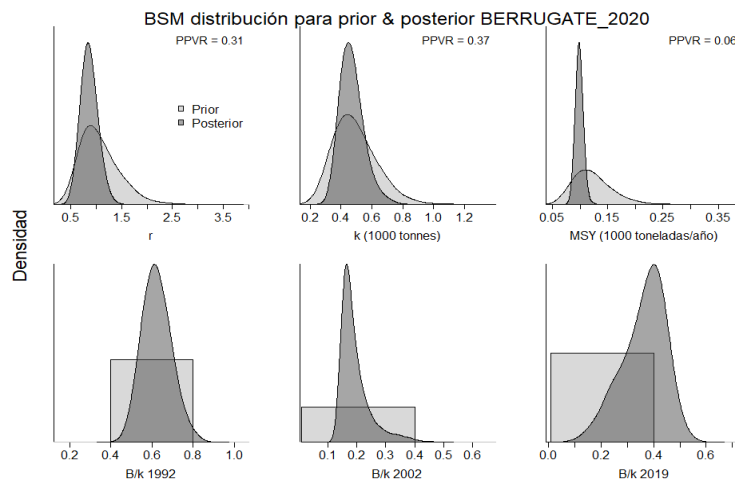 BSM distribución para prior & posterior BERRUGATE_2020
PPVR = 0.31
PPVR = 0.37
PPVR = 0.06
Prior
Posterior
Densidad
0.5 1.5 2.5 3.5
r
0.2 0.4 0.6 0.8 1.2
k (1000 tonnes)
0.05 0.15 0.25 0.35
MSY (1000 toneladas/año)
0.2 0.4 0.6 0.8 1.0
B/k 1992
0.1 0.2 0.3 0.4 0.5 0.6
B/k 2002
0.2 0.4 0.6
B/k 2019